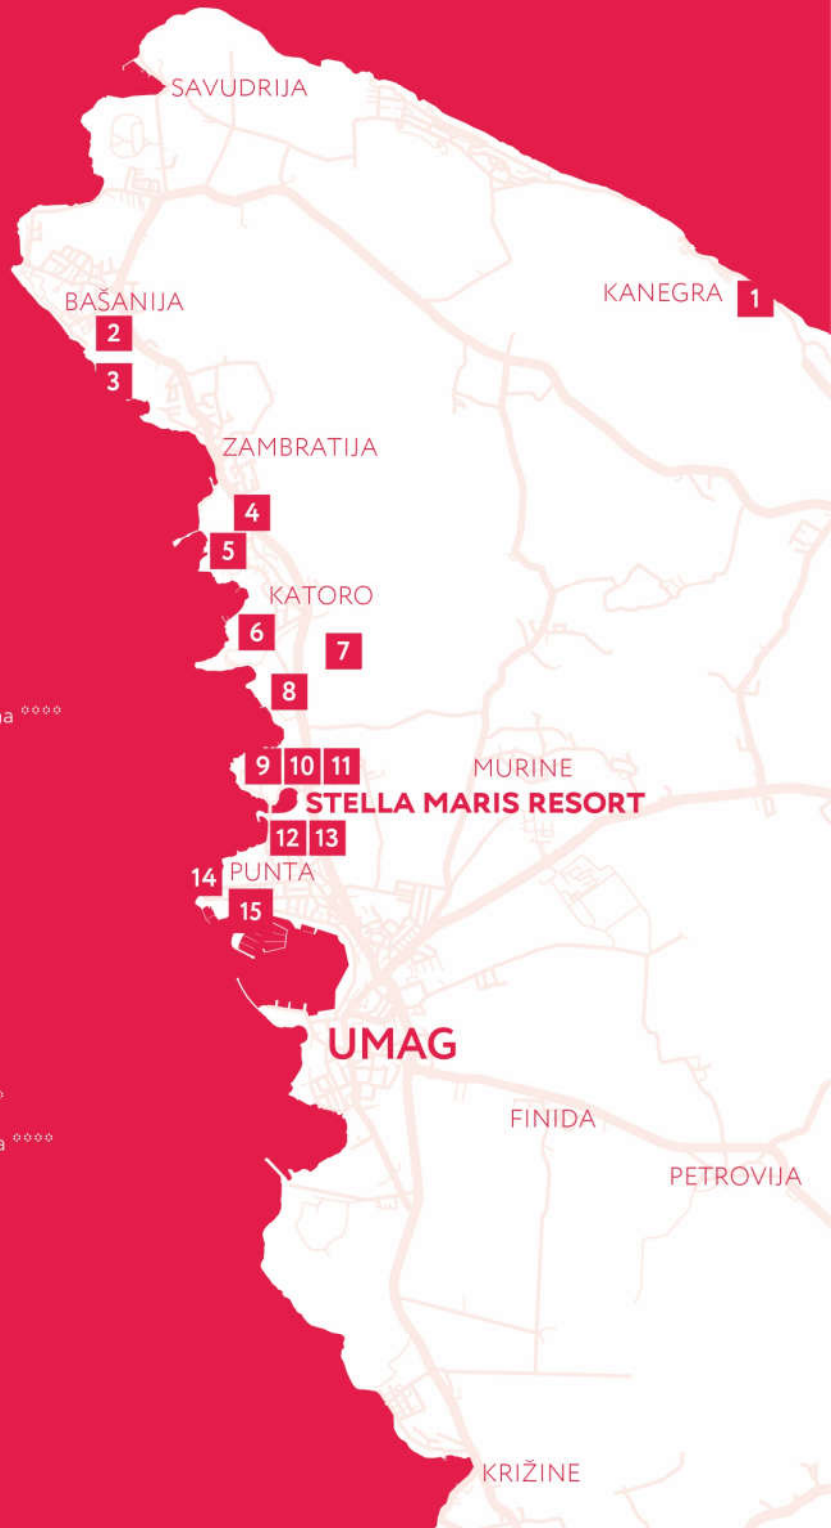 SAVUDRIJA
BAŠANIJA
KANEGRA 1
2
3
ZAMBRATIJA
4
5
KATORO
6
7
8
9 10 11
MURINE
STELLA MARIS RESORT
12 13
14 PUNTA
15
UMAG
FINIDA
PETROVIJA
KRIŽINE